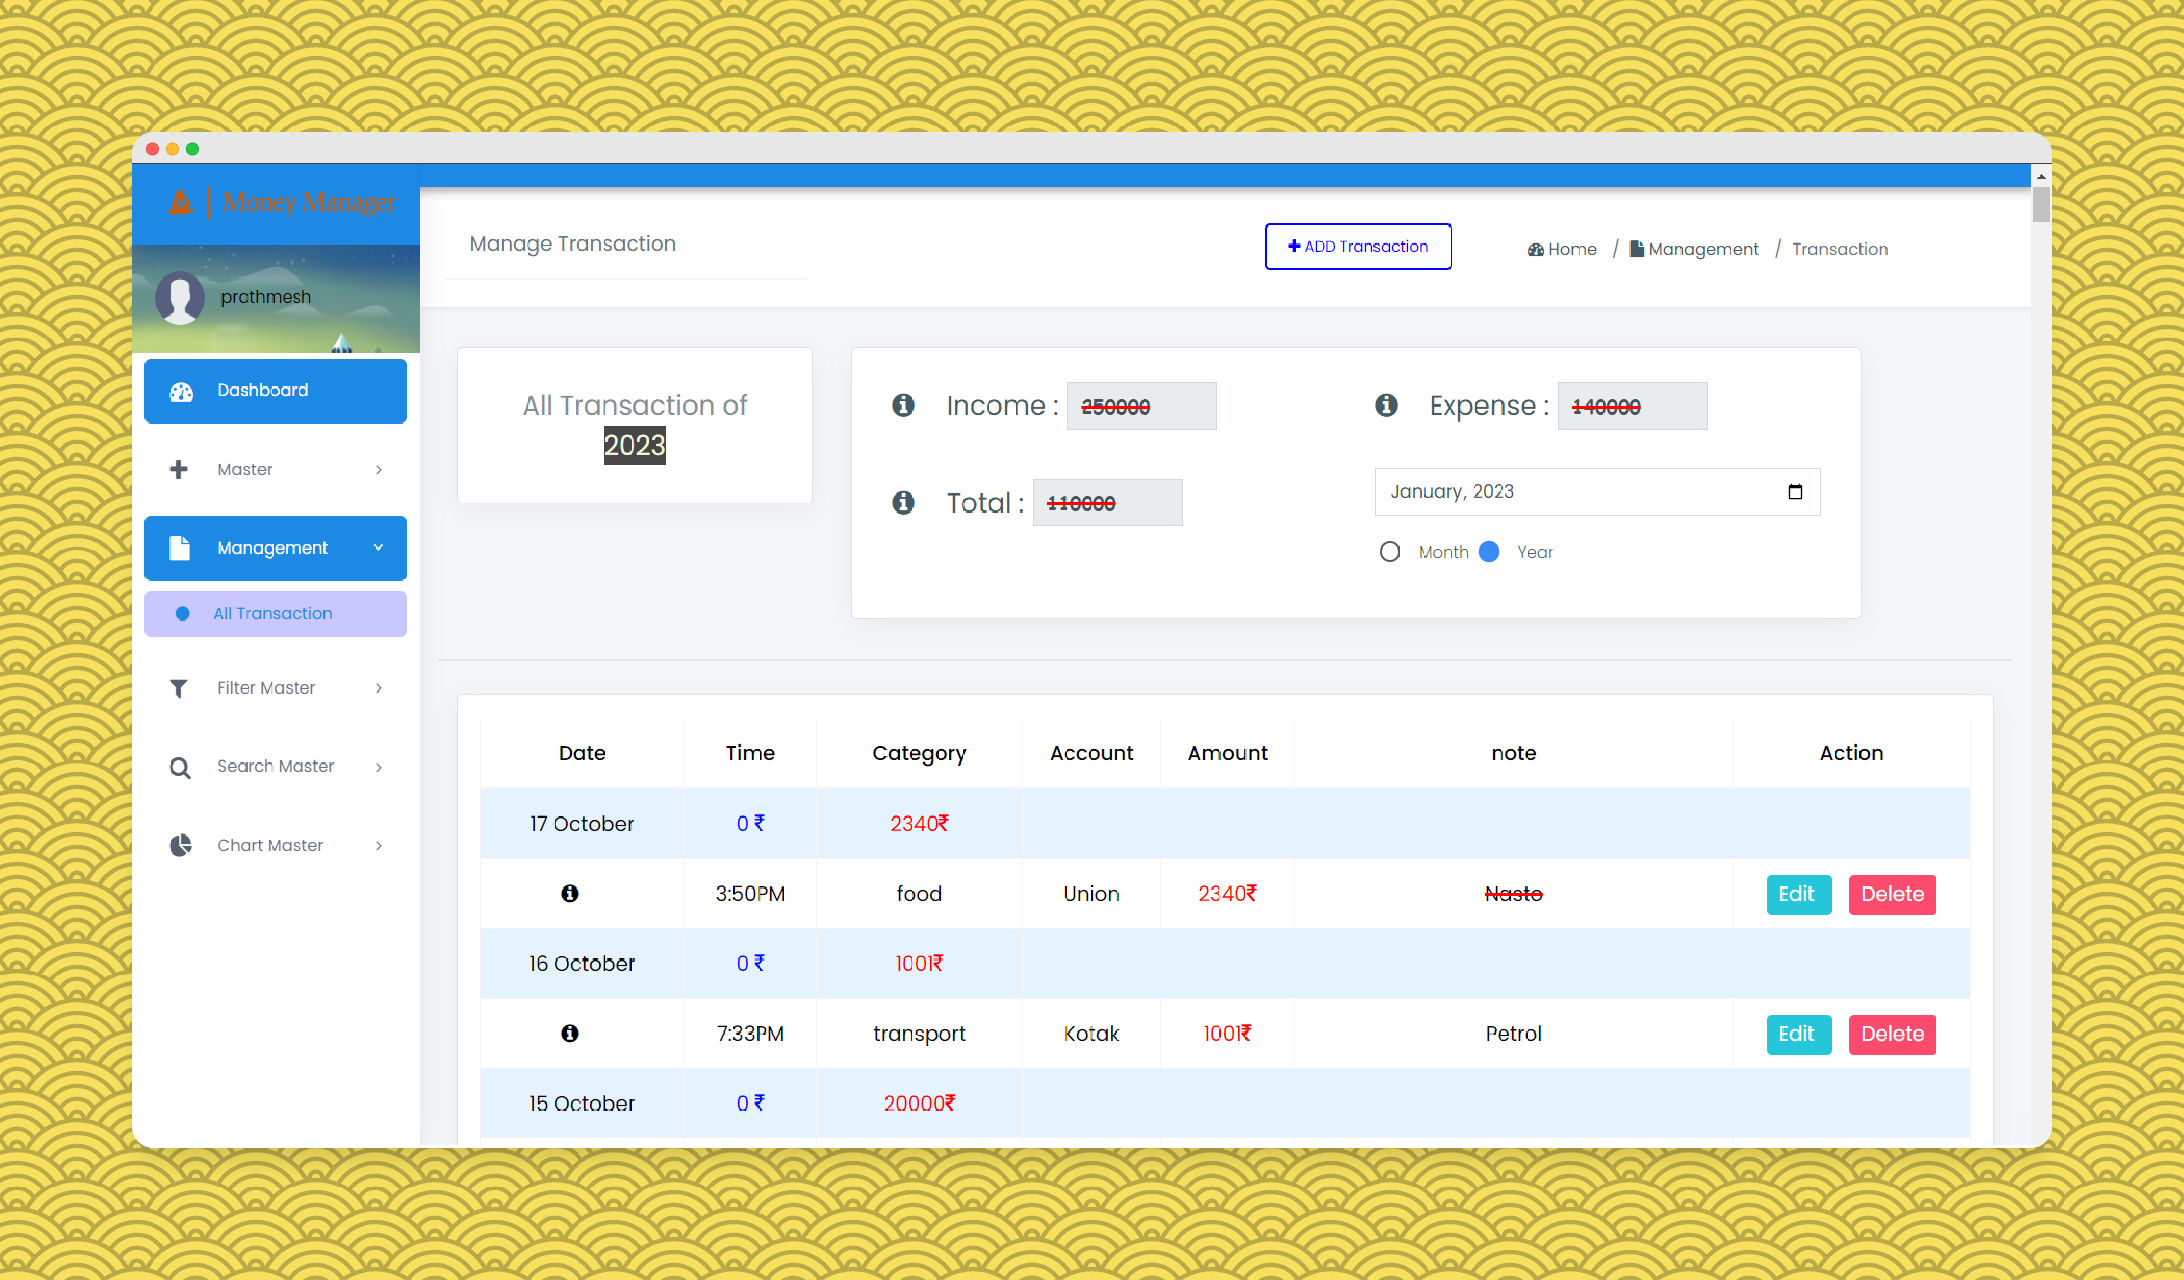 Money Manager
prathmesh
Dashboard
Master
Management
All Transaction
Filter Master
Search Master
Chart Master
Manage Transaction
ADD Transaction
Home / Management / Transaction
All Transaction of
2023
Income : 250000
Expense : 140000
Total : 110000
January, 2023
Month Year
Date Time Category Account Amount note Action
17 October 0 ₹ 2340₹
3:50PM food Union 2340₹ Nasto Edit Delete
16 October 0 ₹ 1001₹
7:33PM transport Kotak 1001₹ Petrol Edit Delete
15 October 0 ₹ 20000₹